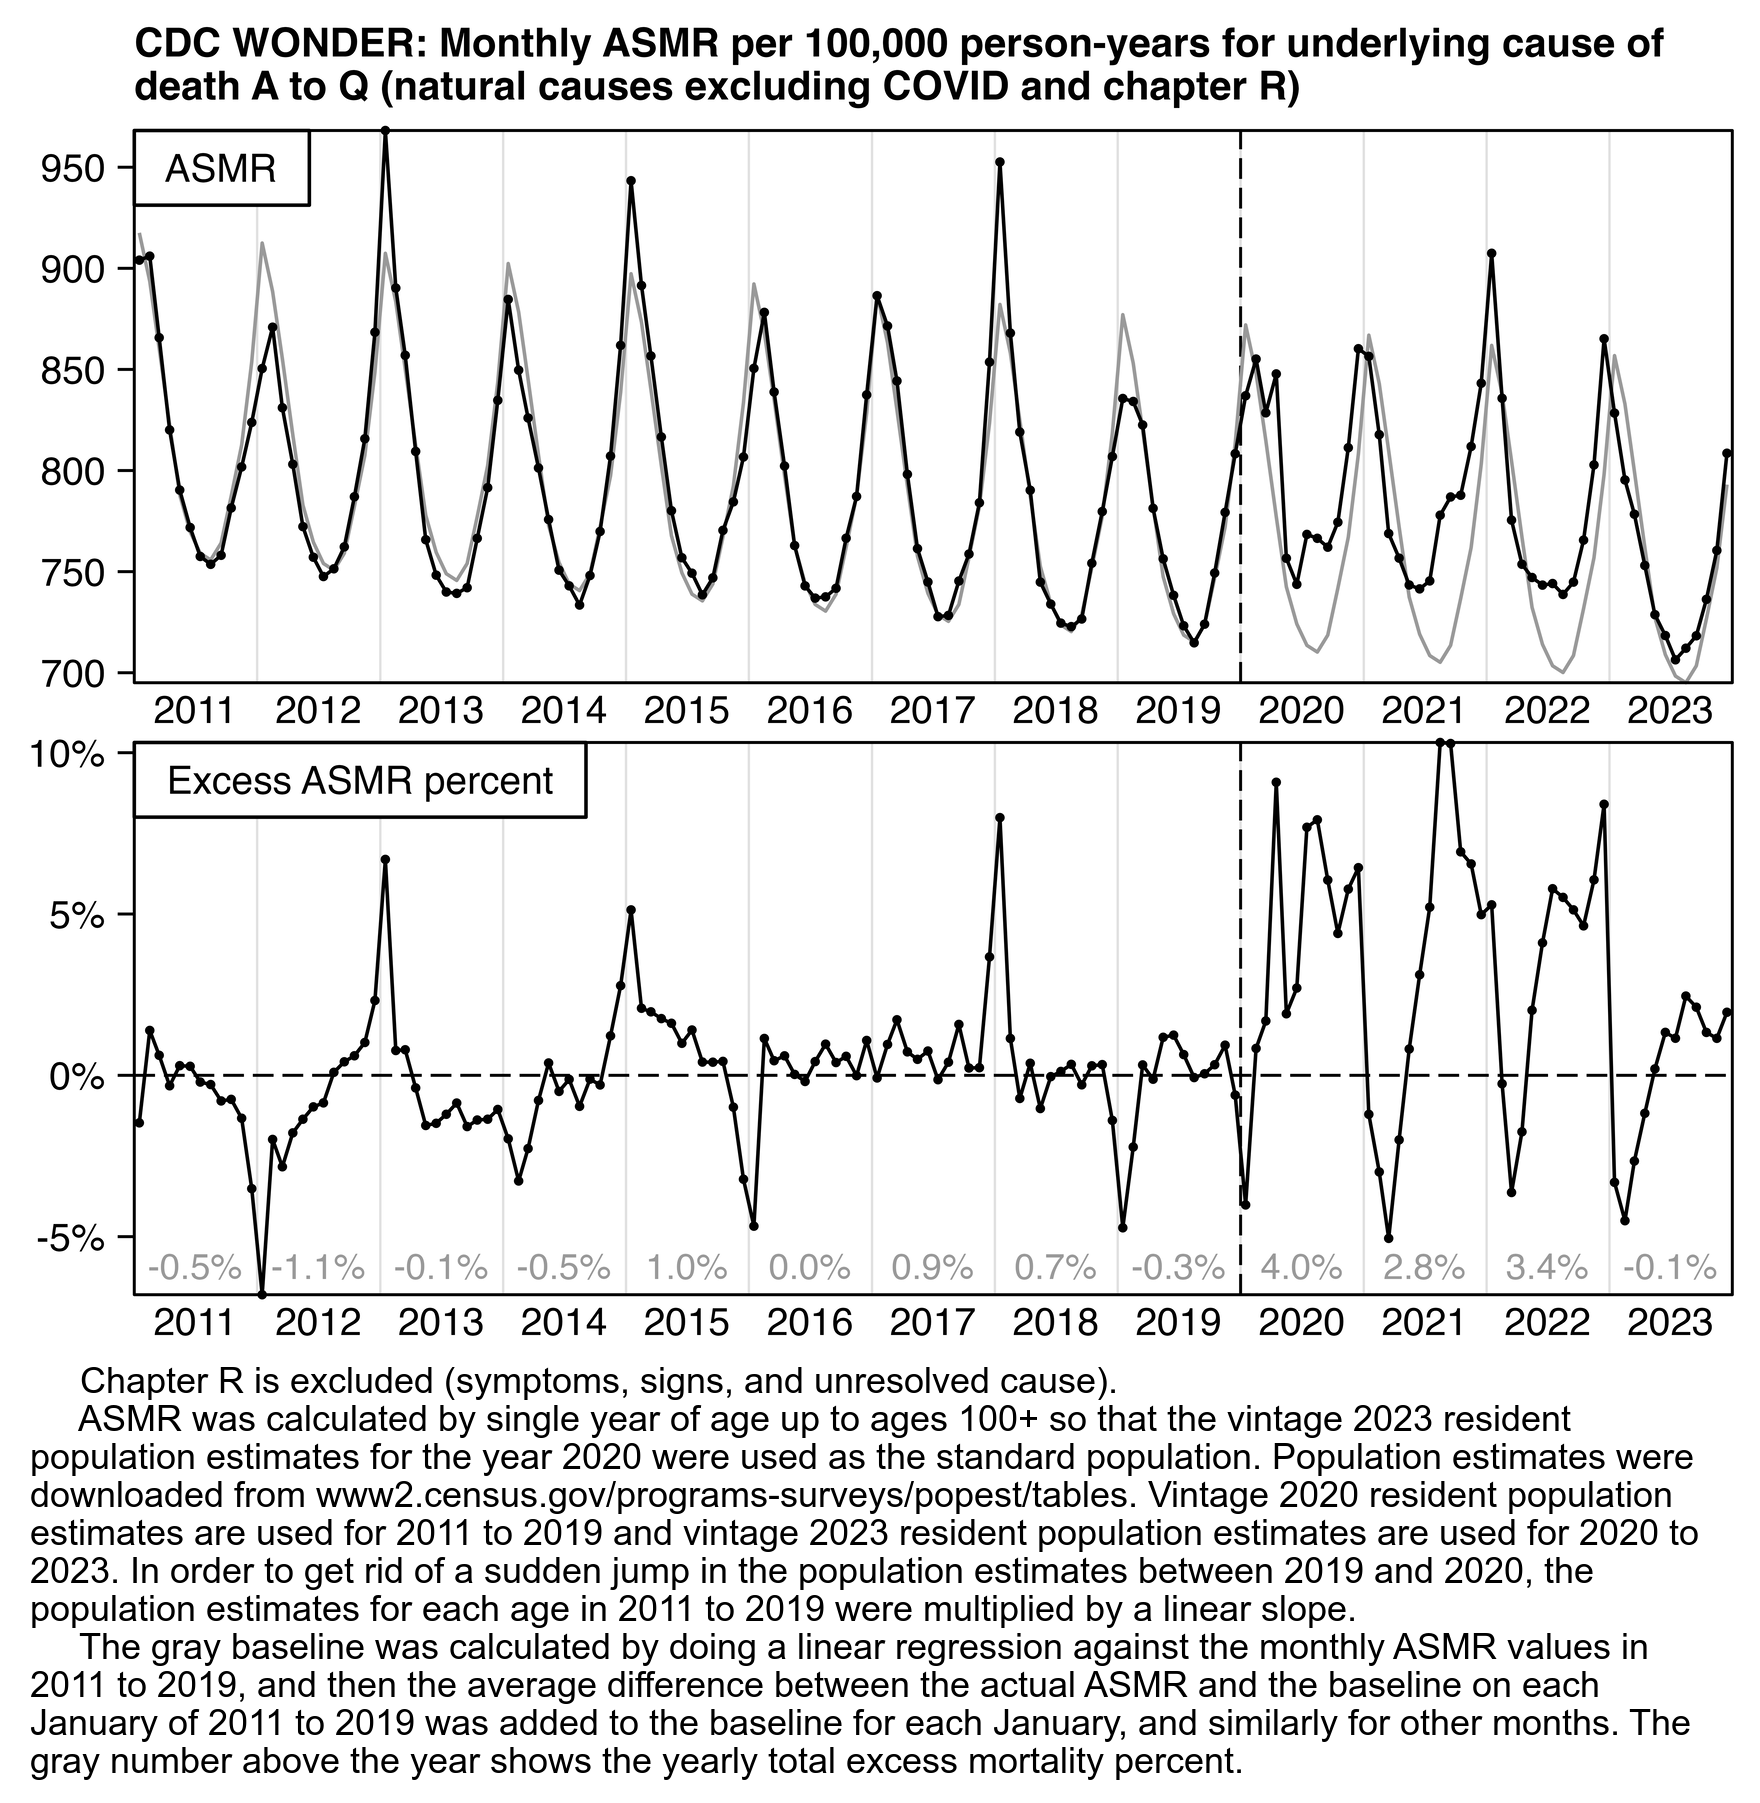 CDC WONDER: Monthly ASMR per 100,000 person-years for underlying cause of
death A to Q (natural causes excluding COVID and chapter R)
ASMR
950
900
850
800
750
700
2011 2012 2013 2014 2015 2016 2017 2018 2019 2020 2021 2022 2023
Excess ASMR percent
10%
5%
0%
-5%
-0.5% -1.1% -0.1% -0.5% 1.0% 0.0% 0.9% 0.7% -0.3% 4.0% 2.8% 3.4% -0.1%
2011 2012 2013 2014 2015 2016 2017 2018 2019 2020 2021 2022 2023
Chapter R is excluded (symptoms, signs, and unresolved cause).
ASMR was calculated by single year of age up to ages 100+ so that the vintage 2023 resident
population estimates for the year 2020 were used as the standard population. Population estimates were
downloaded from www2.census.gov/programs-surveys/popest/tables. Vintage 2020 resident population
estimates are used for 2011 to 2019 and vintage 2023 resident population estimates are used for 2020 to
2023. In order to get rid of a sudden jump in the population estimates between 2019 and 2020, the
population estimates for each age in 2011 to 2019 were multiplied by a linear slope.
The gray baseline was calculated by doing a linear regression against the monthly ASMR values in
2011 to 2019, and then the average difference between the actual ASMR and the baseline on each
January of 2011 to 2019 was added to the baseline for each January, and similarly for other months. The
gray number above the year shows the yearly total excess mortality percent.